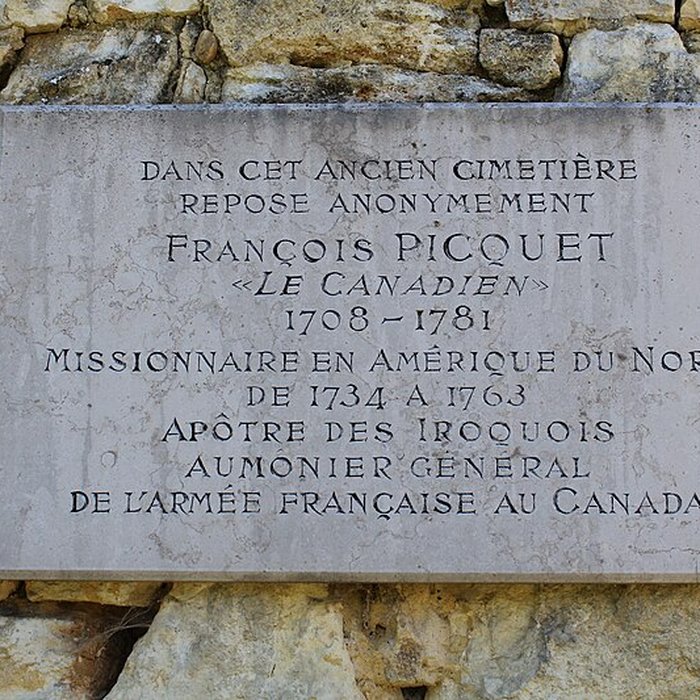 DANS CET ANCIEN CIMETIÈRE
REPOSE ANONYMEMENT
FRANÇOIS PICQUET
«LE CANADIEN»
1708 - 1781
MISSIONNAIRE EN AMÉRIQUE DU NOR
DE 1734 A 1763
APÔTRE DES IROQUOIS
AUMÔNIER GÉNÉRAL
DE L'ARMÉE FRANÇAISE AU CANADA